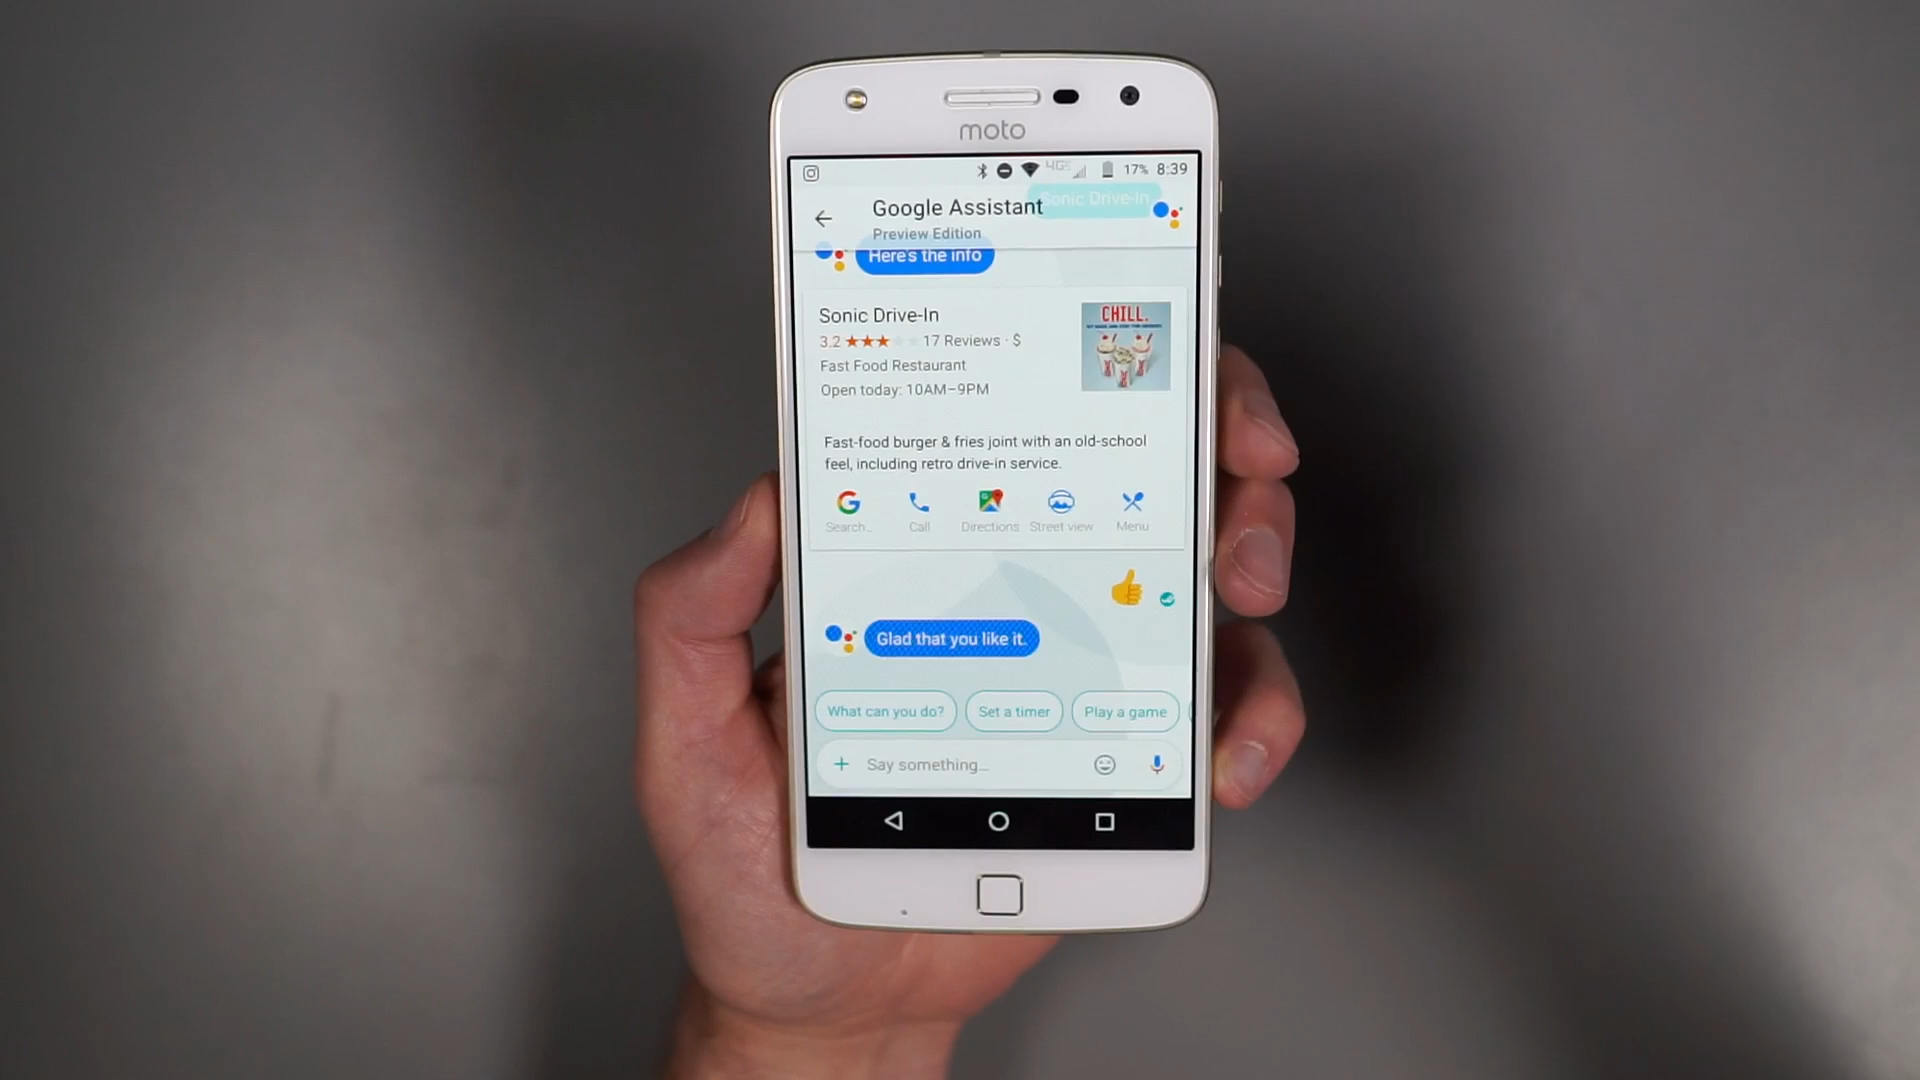 moto
4G
17% 8:39
Sonic Drive-In
Google Assistant
Preview Edition
Here's the info
Sonic Drive-In
CHILL.
3.2 17 Reviews · $
Fast Food Restaurant
Open today: 10AM–9PM
Fast-food burger & fries joint with an old-school
feel, including retro drive-in service.
Search... Call Directions Street view Menu
Glad that you like it.
What can you do? Set a timer Play a game
Say something...